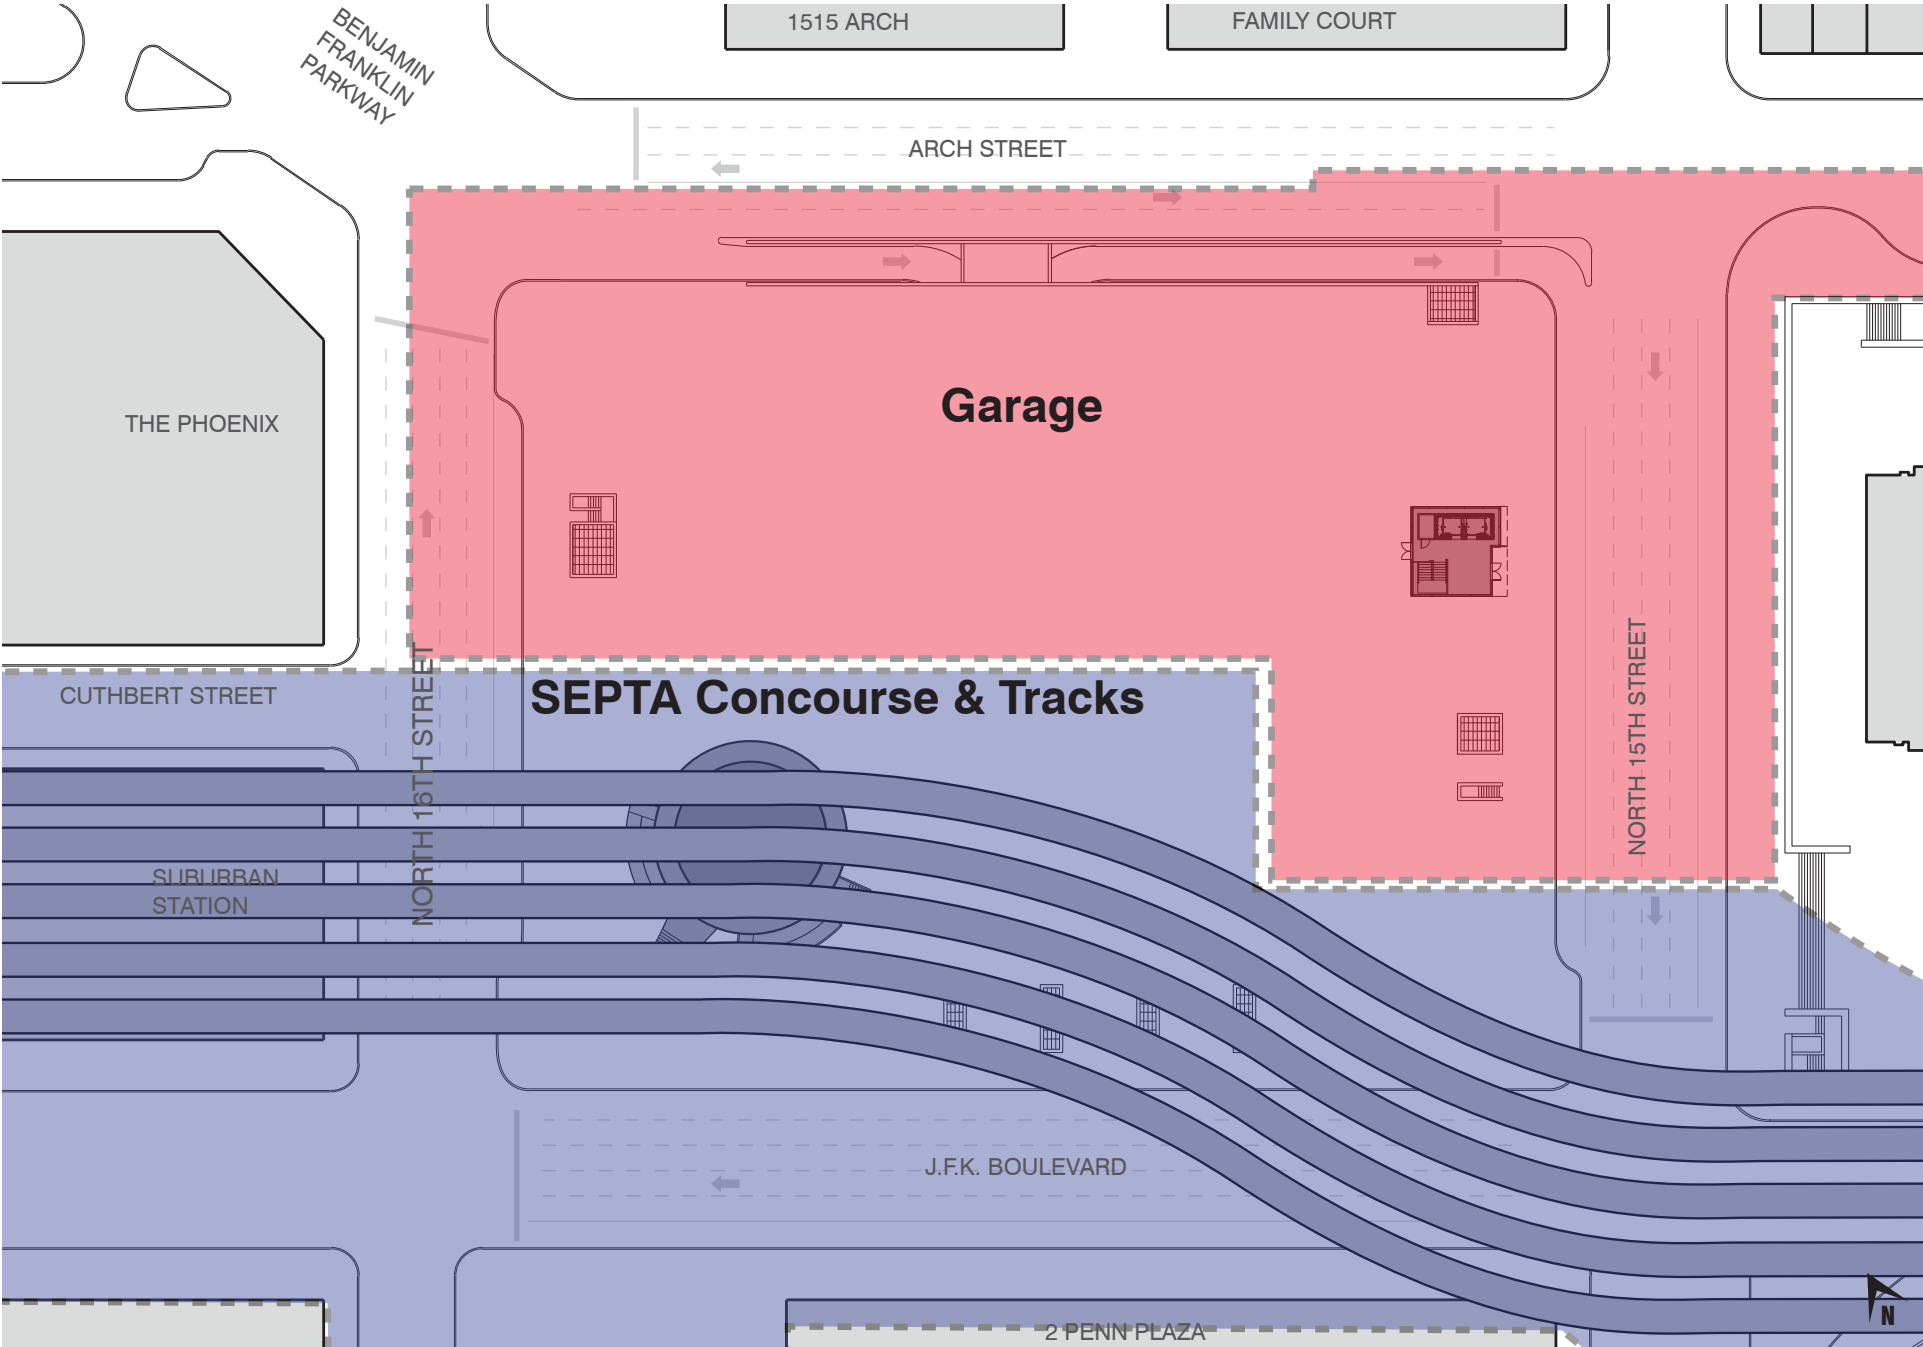 1515 ARCH
FAMILY COURT
BENJAMIN
FRANKLIN
PARKWAY
ARCH STREET
THE PHOENIX
Garage
CUTHBERT STREET
NORTH 16TH STREET
SEPTA Concourse & Tracks
NORTH 15TH STREET
SUBURBAN
STATION
J.F.K. BOULEVARD
2 PENN PLAZA
N